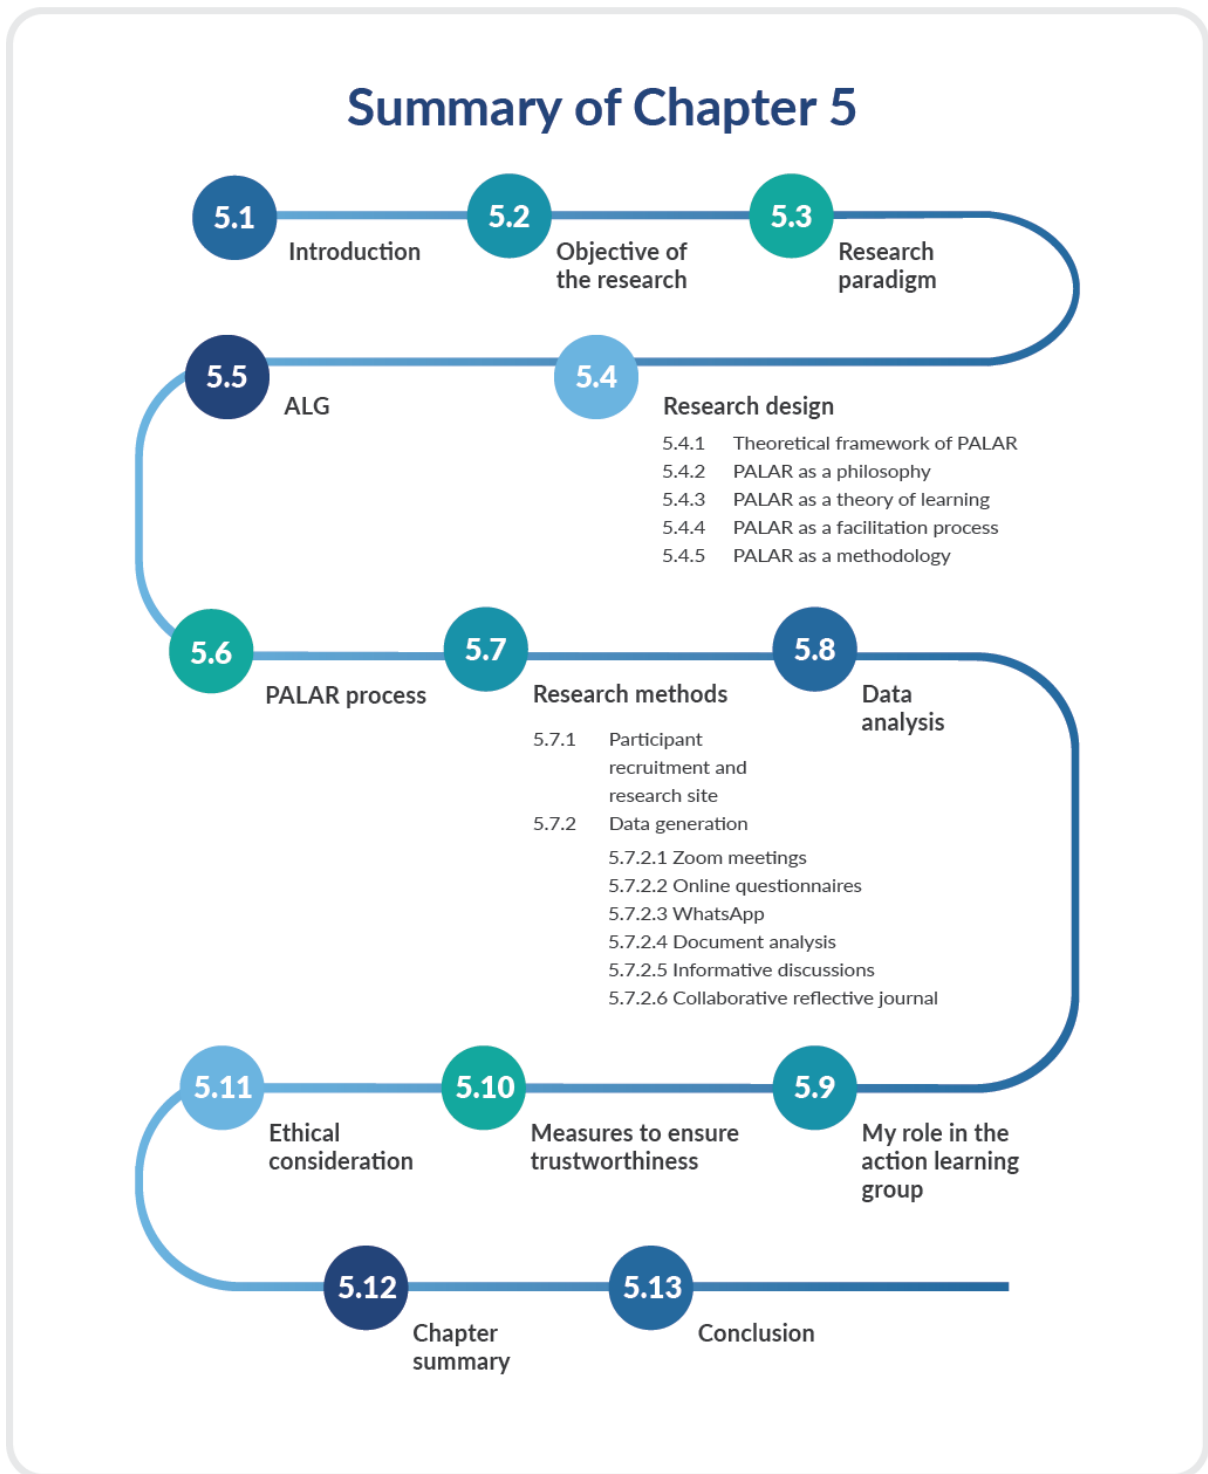 Summary of Chapter 5
5.1
Introduction
5.2
Objective of
the research
5.3
Research
paradigm
5.4
Research design
5.4.1 Theoretical framework of PALAR
5.4.2 PALAR as a philosophy
5.4.3 PALAR as a theory of learning
5.4.4 PALAR as a facilitation process
5.4.5 PALAR as a methodology
5.5
ALG
5.6
PALAR process
5.7
Research methods
5.7.1 Participant
recruitment and
research site
5.7.2 Data generation
5.7.2.1 Zoom meetings
5.7.2.2 Online questionnaires
5.7.2.3 WhatsApp
5.7.2.4 Document analysis
5.7.2.5 Informative discussions
5.7.2.6 Collaborative reflective journal
5.8
Data
analysis
5.9
My role in the
action learning
group
5.10
Measures to ensure
trustworthiness
5.11
Ethical
consideration
5.12
Chapter
summary
5.13
Conclusion